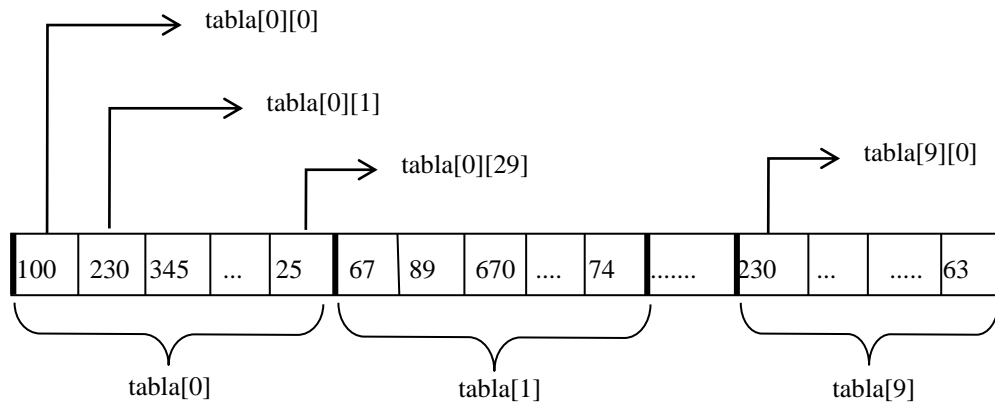 tabla[0][0]
tabla[0][1]
tabla[9][0]
tabla[0][29]
100 230 345 ... 25 67 89 670 .... 74 ....... 230 ... ..... 63
tabla[0] tabla[1] tabla[9]